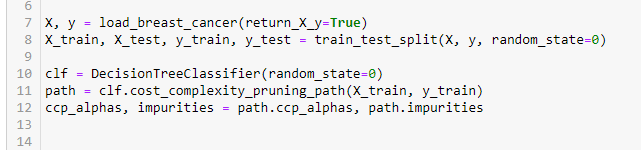 6
7 X, y = load_breast_cancer(return_X_y=True)
8 X_train, X_test, y_train, y_test = train_test_split(X, y, random_state=0)
9
10 clf = DecisionTreeClassifier(random_state=0)
11 path = clf.cost_complexity_pruning_path(X_train, y_train)
12 ccp_alphas, impurities = path.ccp_alphas, path.impurities
13
14